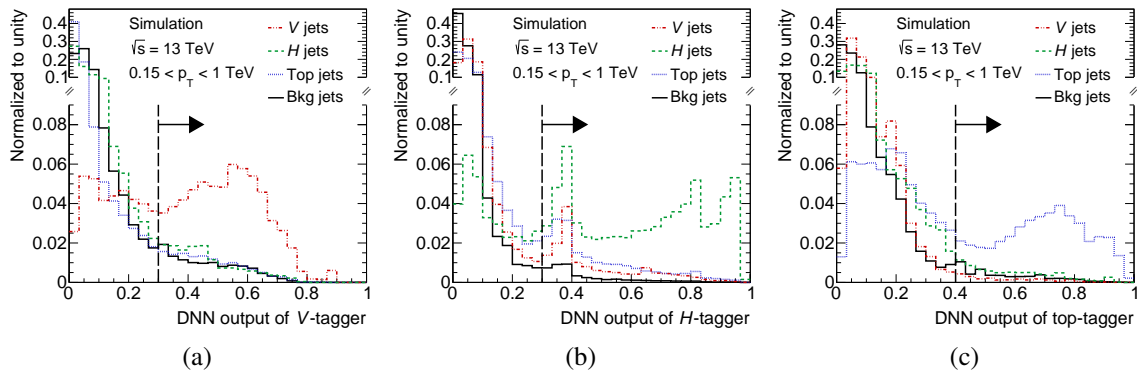 Normalized to unity
0.4
0.3
0.2
0.1
0.08
0.06
0.04
0.02
0
Simulation
√s = 13 TeV
0.15 < p_T < 1 TeV
V jets
H jets
Top jets
Bkg jets
0 0.2 0.4 0.6 0.8 1
DNN output of V-tagger
(a)
Normalized to unity
0.4
0.3
0.2
0.1
0.08
0.06
0.04
0.02
0
Simulation
√s = 13 TeV
0.15 < p_T < 1 TeV
V jets
H jets
Top jets
Bkg jets
0 0.2 0.4 0.6 0.8 1
DNN output of H-tagger
(b)
Normalized to unity
0.4
0.3
0.2
0.1
0.08
0.06
0.04
0.02
0
Simulation
√s = 13 TeV
0.15 < p_T < 1 TeV
V jets
H jets
Top jets
Bkg jets
0 0.2 0.4 0.6 0.8 1
DNN output of top-tagger
(c)